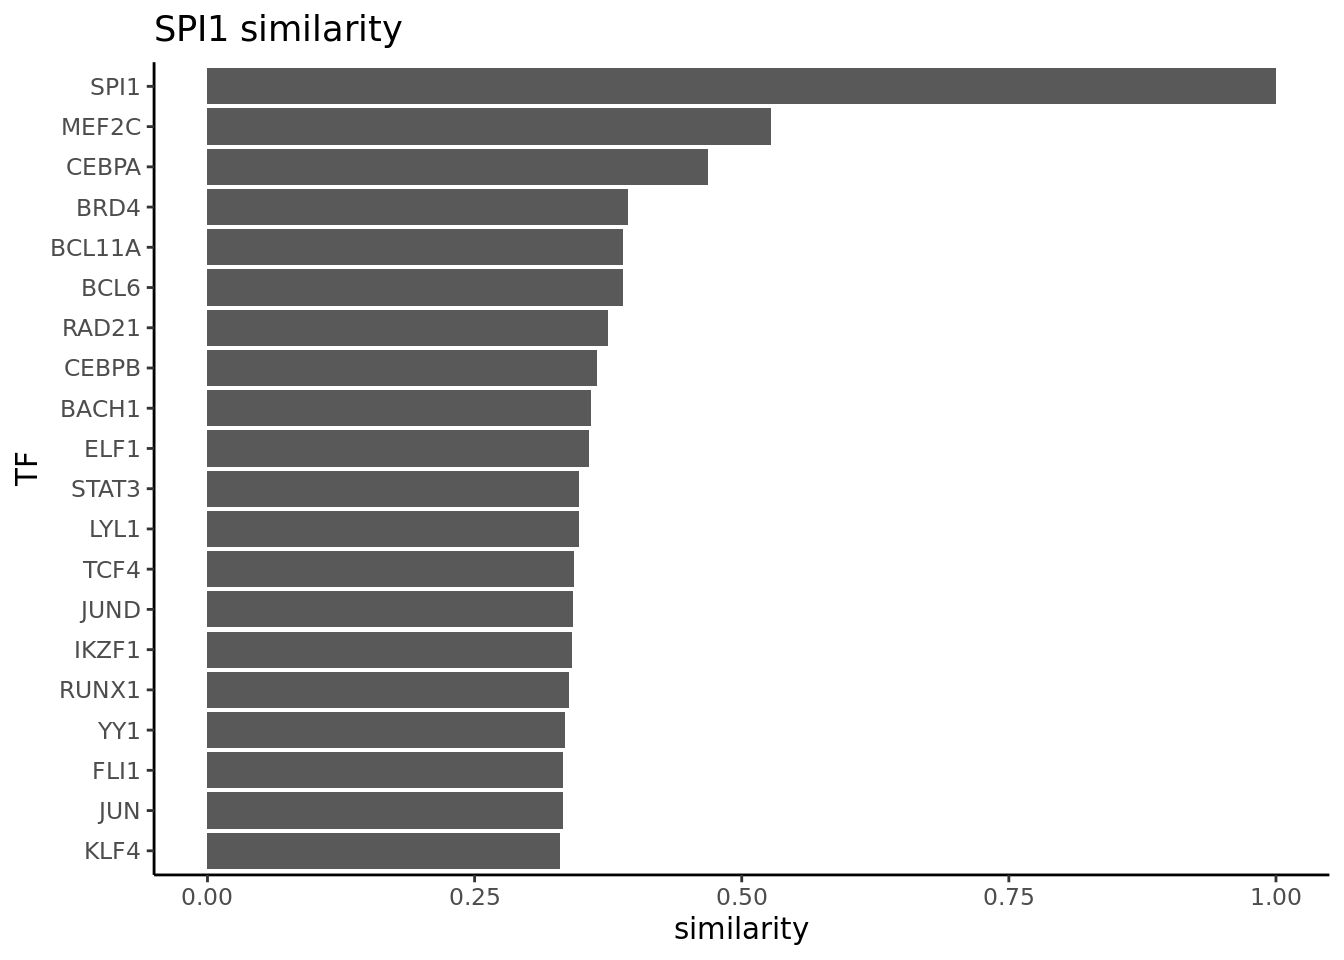 SPI1 similarity
SPI1
MEF2C
CEBPA
BRD4
BCL11A
BCL6
RAD21
CEBPB
BACH1
ELF1
STAT3
LYL1
TCF4
JUND
IKZF1
RUNX1
YY1
FLI1
JUN
KLF4
TF
0.00 0.25 0.50 0.75 1.00
similarity